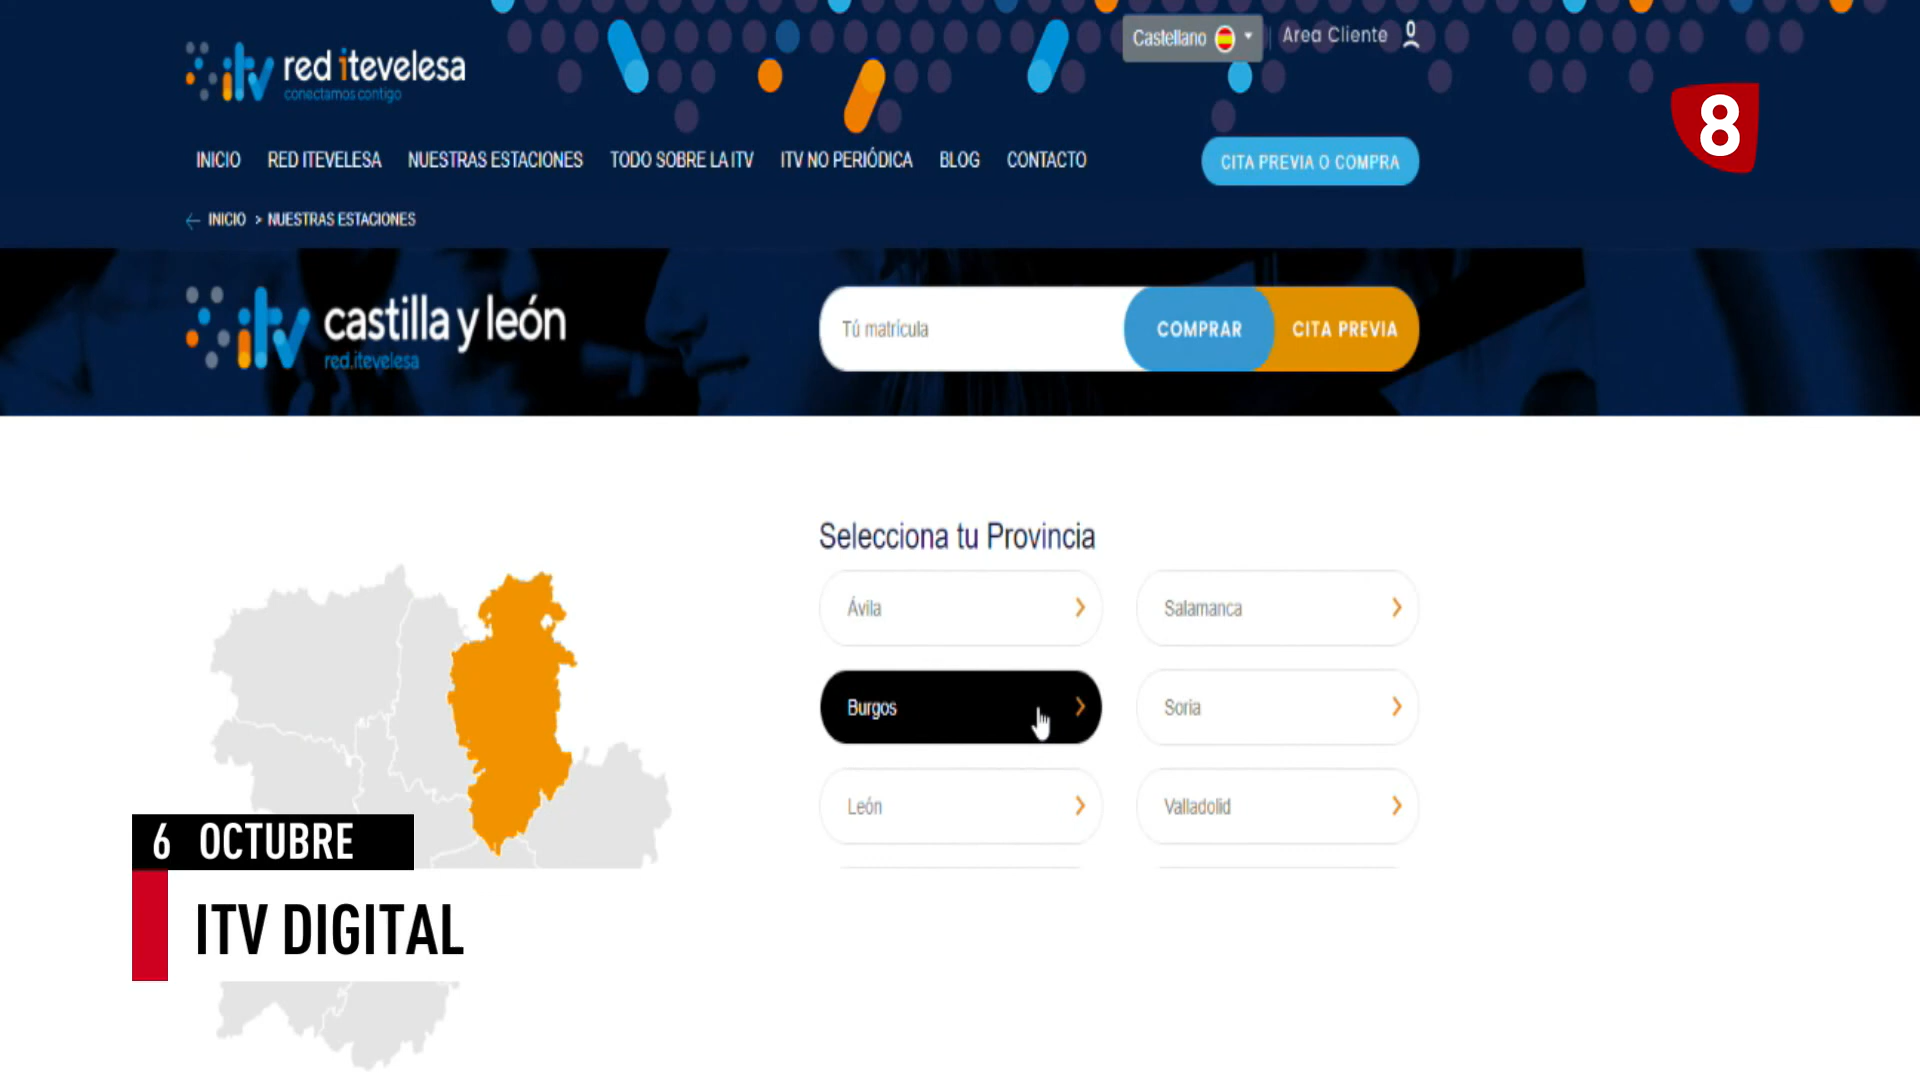 Castellano
Area Cliente
itv red itevelesa
conectamos contigo
8
INICIO RED ITEVELESA NUESTRAS ESTACIONES TODO SOBRE LA ITV ITV NO PERIÓDICA BLOG CONTACTO
CITA PREVIA O COMPRA
← INICIO > NUESTRAS ESTACIONES
itv castilla y león
red.itevelesa
Tú matrícula
COMPRAR
CITA PREVIA
Selecciona tu Provincia
Ávila
Salamanca
Burgos
Soria
León
Valladolid
6 OCTUBRE
ITV DIGITAL